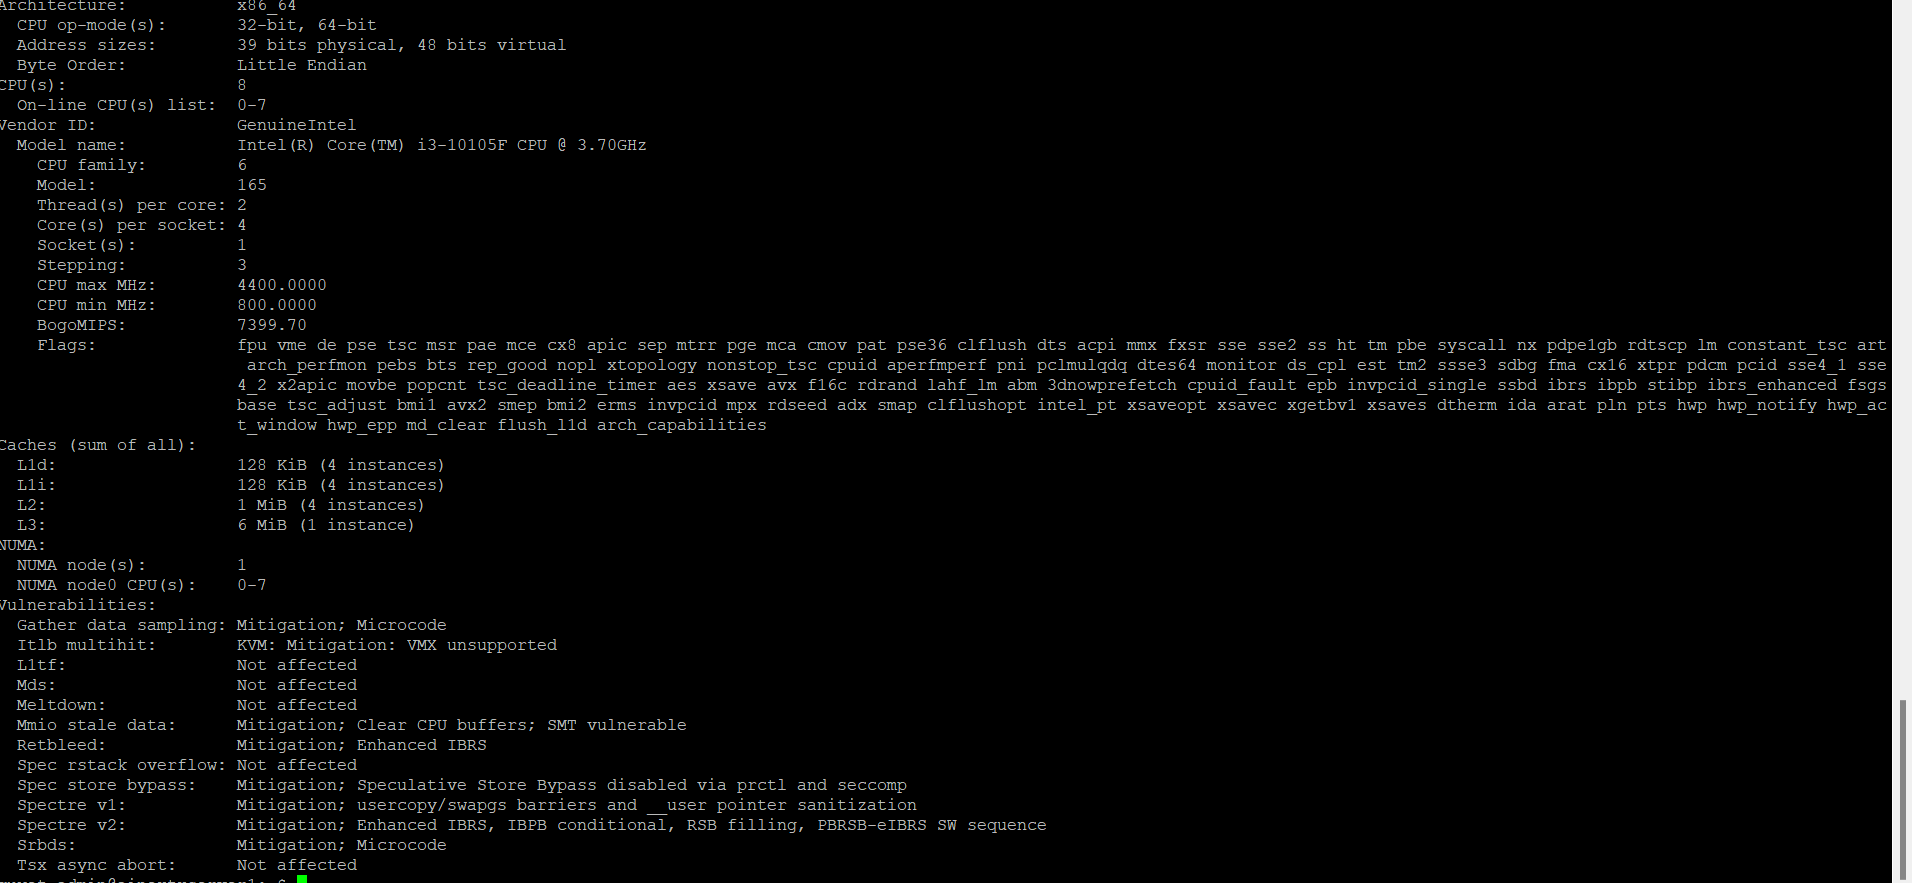 Architecture: x86_64
CPU op-mode(s): 32-bit, 64-bit
Address sizes: 39 bits physical, 48 bits virtual
Byte Order: Little Endian
CPU(s): 8
On-line CPU(s) list: 0-7
Vendor ID: GenuineIntel
Model name: Intel(R) Core(TM) i3-10105F CPU @ 3.70GHz
CPU family: 6
Model: 165
Thread(s) per core: 2
Core(s) per socket: 4
Socket(s): 1
Stepping: 3
CPU max MHz: 4400.0000
CPU min MHz: 800.0000
BogoMIPS: 7399.70
Flags: fpu vme de pse tsc msr pae mce cx8 apic sep mtrr pge mca cmov pat pse36 clflush dts acpi mmx fxsr sse sse2 ss ht tm pbe syscall nx pdpe1gb rdtscp lm constant_tsc art
arch_perfmon pebs bts rep_good nopl xtopology nonstop_tsc cpuid aperfmperf pni pclmulqdq dtes64 monitor ds_cpl est tm2 ssse3 sdbg fma cx16 xtpr pdcm pcid sse4_1 sse
4_2 x2apic movbe popcnt tsc_deadline_timer aes xsave avx f16c rdrand lahf_lm abm 3dnowprefetch cpuid_fault epb invpcid_single ssbd ibrs ibpb stibp ibrs_enhanced fsgs
base tsc_adjust bmi1 avx2 smep bmi2 erms invpcid mpx rdseed adx smap clflushopt intel_pt xsaveopt xsavec xgetbv1 xsaves dtherm ida arat pln pts hwp hwp_notify hwp_ac
t_window hwp_epp md_clear flush_l1d arch_capabilities
Caches (sum of all):
L1d: 128 KiB (4 instances)
L1i: 128 KiB (4 instances)
L2: 1 MiB (4 instances)
L3: 6 MiB (1 instance)
NUMA:
NUMA node(s): 1
NUMA node0 CPU(s): 0-7
Vulnerabilities:
Gather data sampling: Mitigation; Microcode
Itlb multihit: KVM: Mitigation: VMX unsupported
L1tf: Not affected
Mds: Not affected
Meltdown: Not affected
Mmio stale data: Mitigation; Clear CPU buffers; SMT vulnerable
Retbleed: Mitigation; Enhanced IBRS
Spec rstack overflow: Not affected
Spec store bypass: Mitigation; Speculative Store Bypass disabled via prctl and seccomp
Spectre v1: Mitigation; usercopy/swapgs barriers and __user pointer sanitization
Spectre v2: Mitigation; Enhanced IBRS, IBPB conditional, RSB filling, PBRSB-eIBRS SW sequence
Srbds: Mitigation; Microcode
Tsx async abort: Not affected